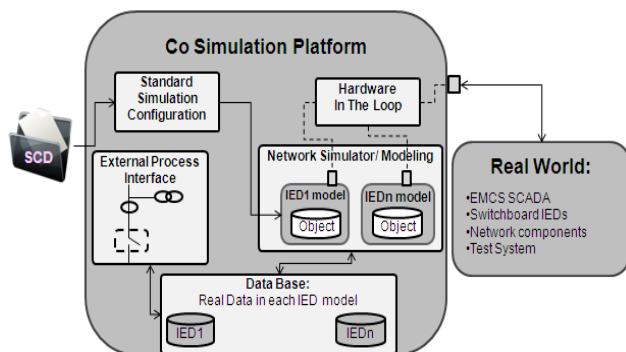 Co Simulation Platform
Standard
Simulation
Configuration
Hardware
In The Loop
SCD
External Process
Interface
Network Simulator/ Modeling
IED1 model
Object
IEDn model
Object
Real World:
•EMCS SCADA
•Switchboard IEDs
•Network components
•Test System
Data Base:
Real Data in each IED model
IED1
IEDn